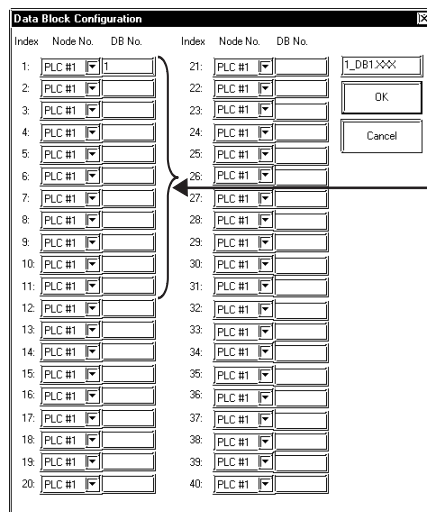 Data Block Configuration
Index Node No. DB No. Index Node No. DB No.
1: PLC #1 1 21: PLC #1 1_DB1.XXX
2: PLC #1 22: PLC #1 OK
3: PLC #1 23: PLC #1
4: PLC #1 24: PLC #1 Cancel
5: PLC #1 25: PLC #1
6: PLC #1 26: PLC #1
7: PLC #1 27: PLC #1
8: PLC #1 28: PLC #1
9: PLC #1 29: PLC #1
10: PLC #1 30: PLC #1
11: PLC #1 31: PLC #1
12: PLC #1 32: PLC #1
13: PLC #1 33: PLC #1
14: PLC #1 34: PLC #1
15: PLC #1 35: PLC #1
16: PLC #1 36: PLC #1
17: PLC #1 37: PLC #1
18: PLC #1 38: PLC #1
19: PLC #1 39: PLC #1
20: PLC #1 40: PLC #1